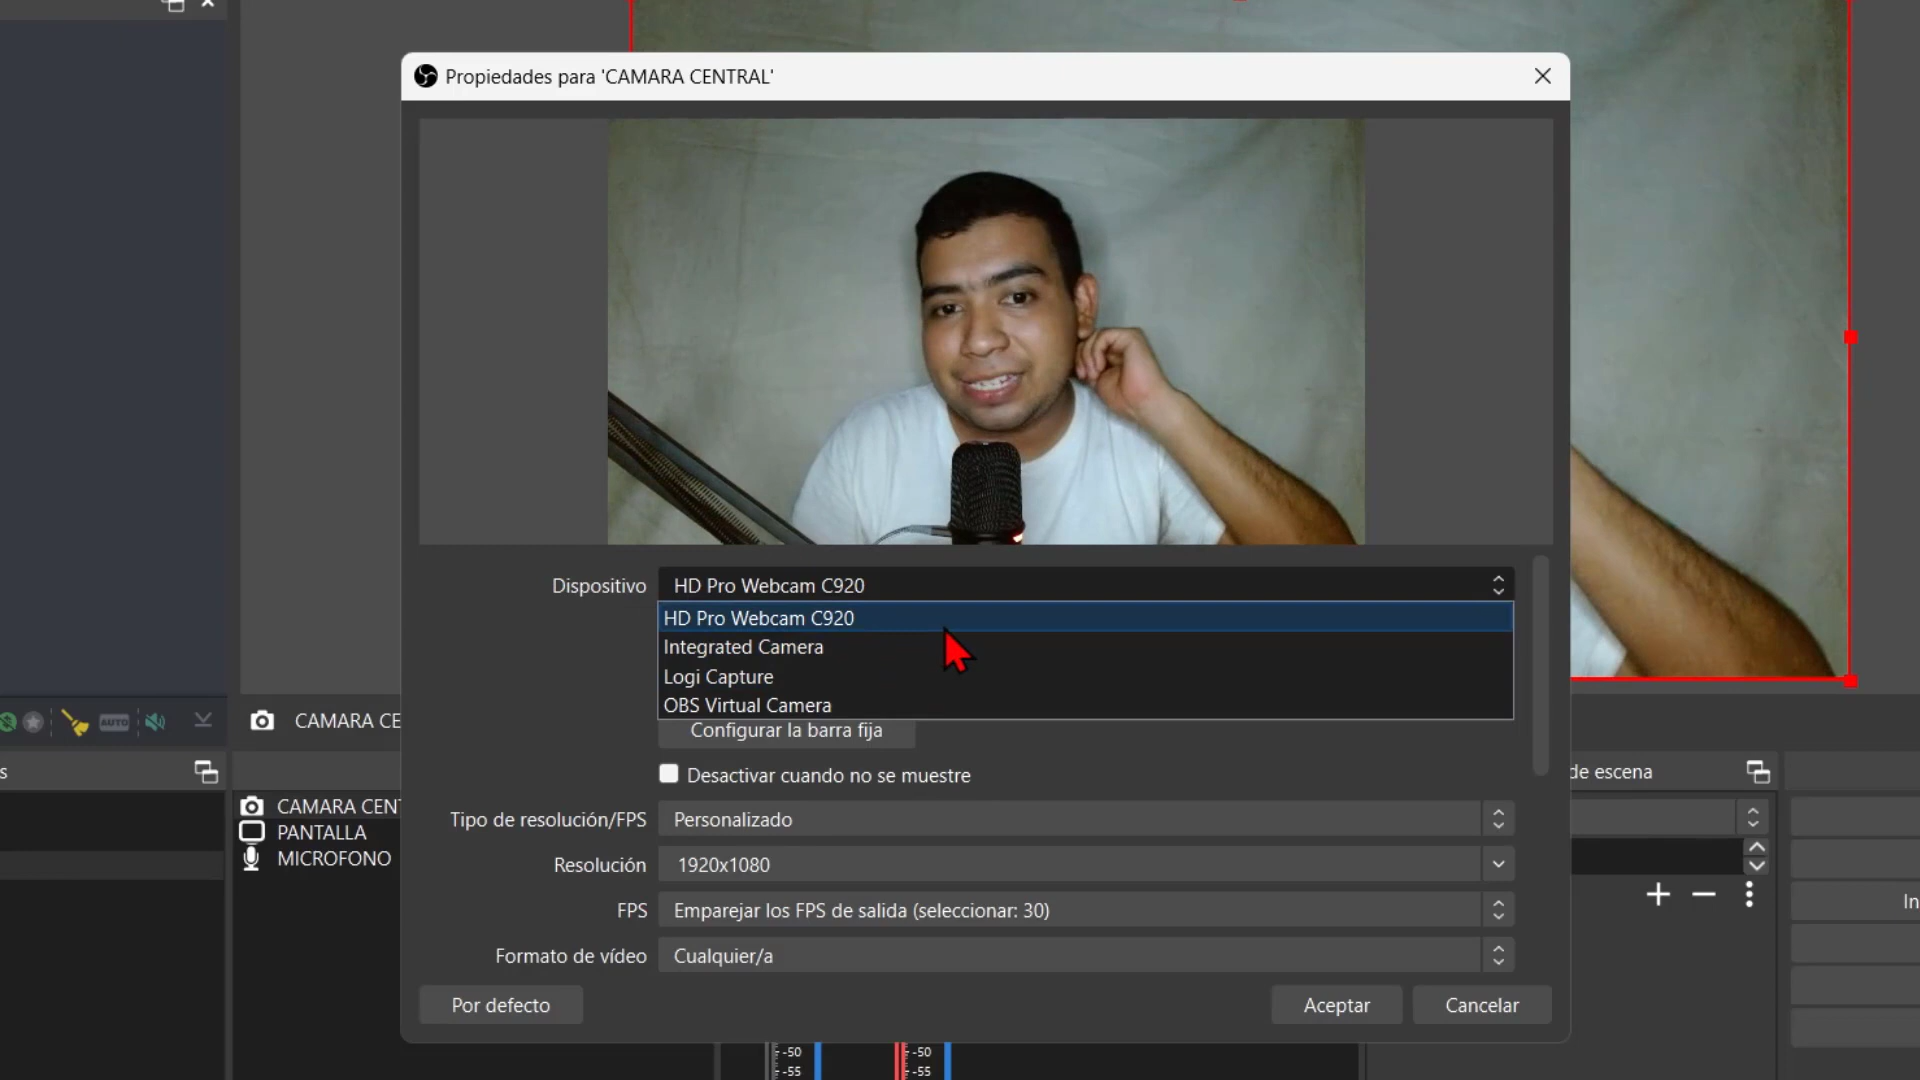 Propiedades para 'CAMARA CENTRAL'
Dispositivo HD Pro Webcam C920
HD Pro Webcam C920
Integrated Camera
Logi Capture
OBS Virtual Camera
Configurar la barra fija
Desactivar cuando no se muestre
Tipo de resolución/FPS Personalizado
Resolución 1920x1080
FPS Emparejar los FPS de salida (seleccionar: 30)
Formato de vídeo Cualquier/a
Por defecto Aceptar Cancelar
AUTO CAMARA CE
s de escena
CAMARA CENT
PANTALLA
MICROFONO
In
-50 -50
-55 -55